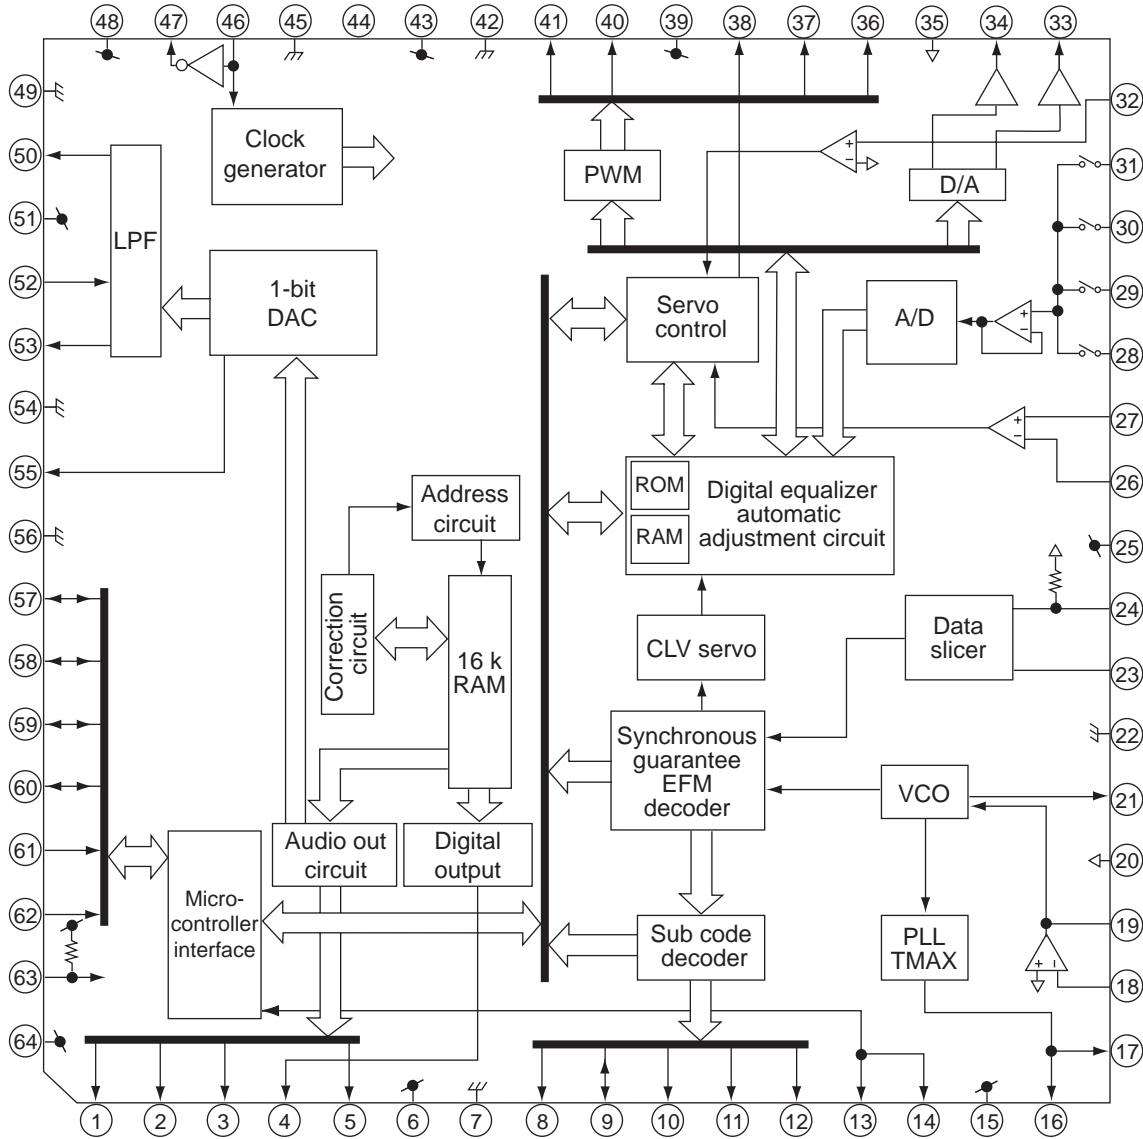 48 47 46 45 44 43 42 41 40 39 38 37 36 35 34 33
49
50
51
52
53
54
55
56
57
58
59
60
61
62
63
64
32
31
30
29
28
27
26
25
24
23
22
21
20
19
18
17
Clock
generator
LPF
1-bit
DAC
PWM
D/A
+
-
Servo
control
A/D
+
-
+
-
ROM
RAM
Digital equalizer
automatic
adjustment circuit
Address
circuit
Correction
circuit
16 k
RAM
CLV servo
Data
slicer
Synchronous
guarantee
EFM
decoder
VCO
Audio out
circuit
Digital
output
Micro-
controller
interface
Sub code
decoder
PLL
TMAX
+ -
1 2 3 4 5 6 7 8 9 10 11 12 13 14 15 16